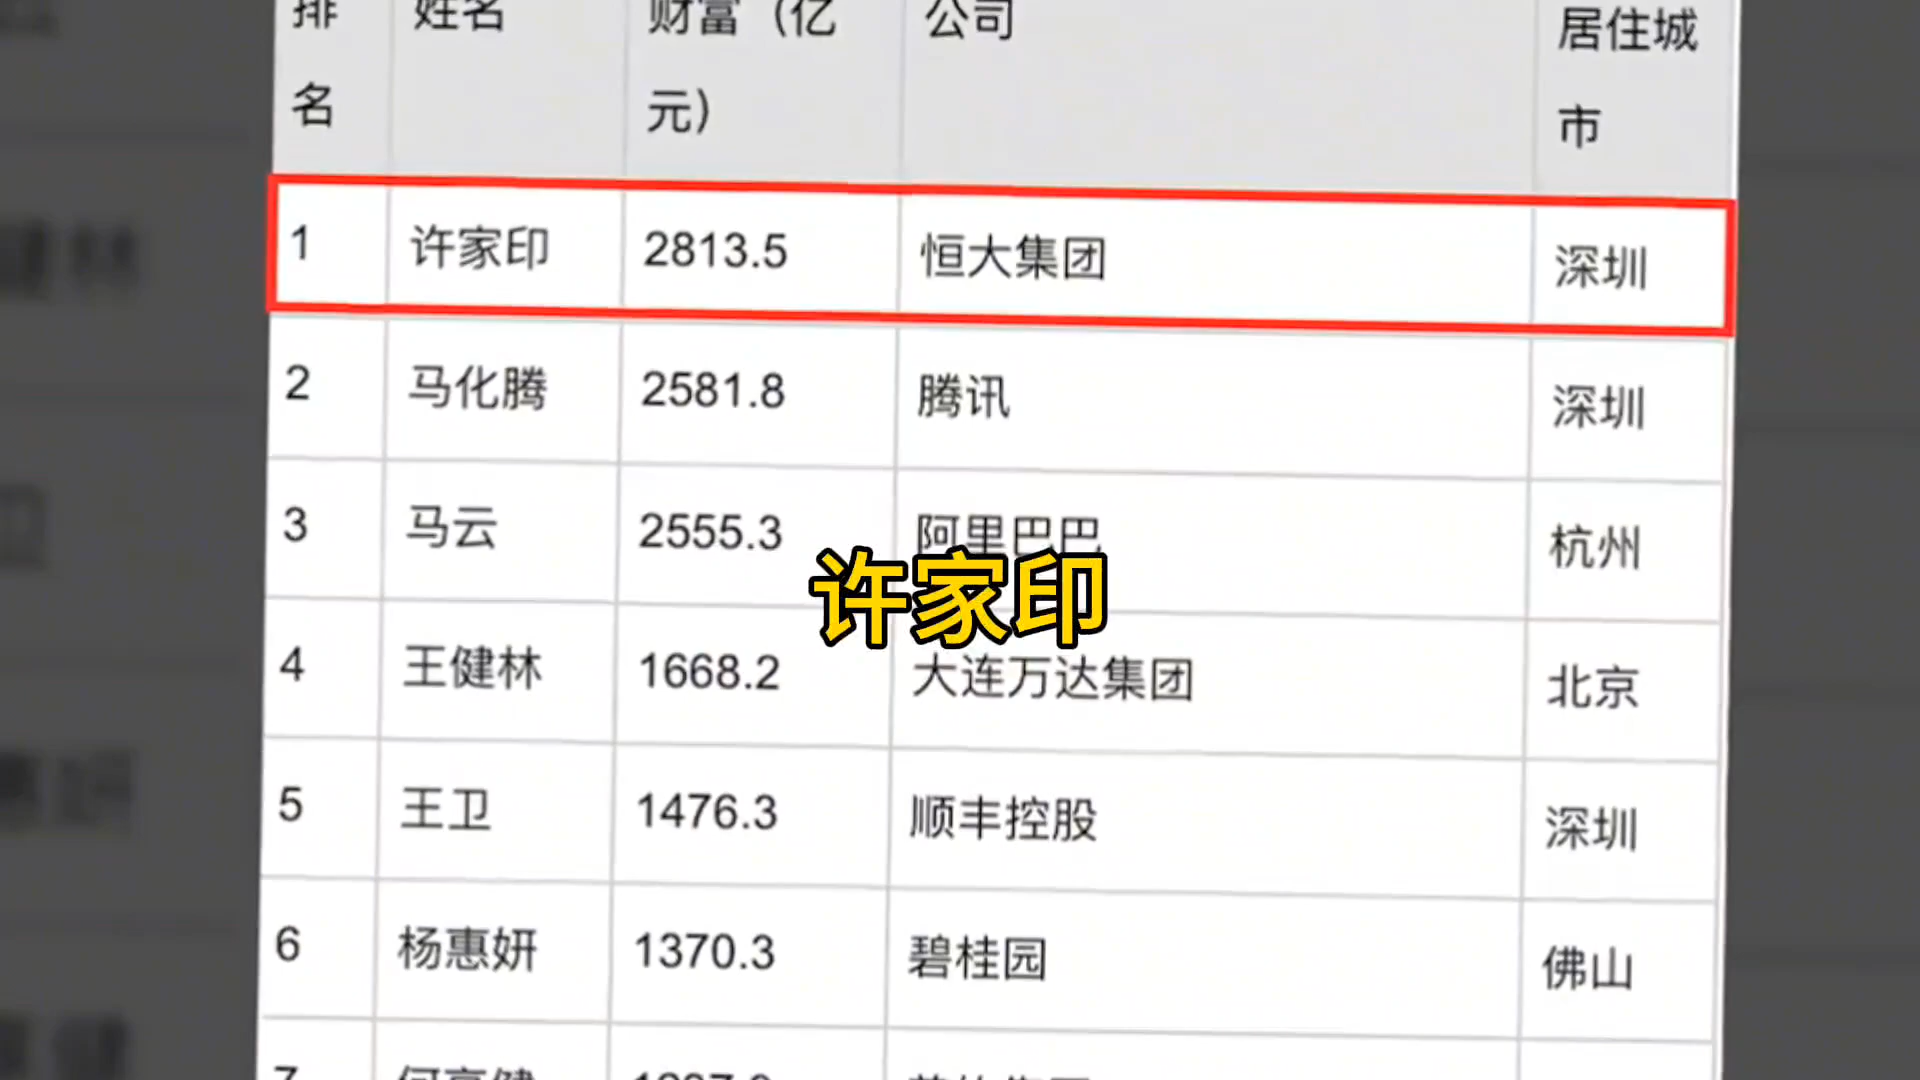 排名 姓名 财富（亿元） 公司 居住城市
1 许家印 2813.5 恒大集团 深圳
2 马化腾 2581.8 腾讯 深圳
3 马云 2555.3 阿里巴巴 杭州
许家印
4 王健林 1668.2 大连万达集团 北京
5 王卫 1476.3 顺丰控股 深圳
6 杨惠妍 1370.3 碧桂园 佛山
7 何享健